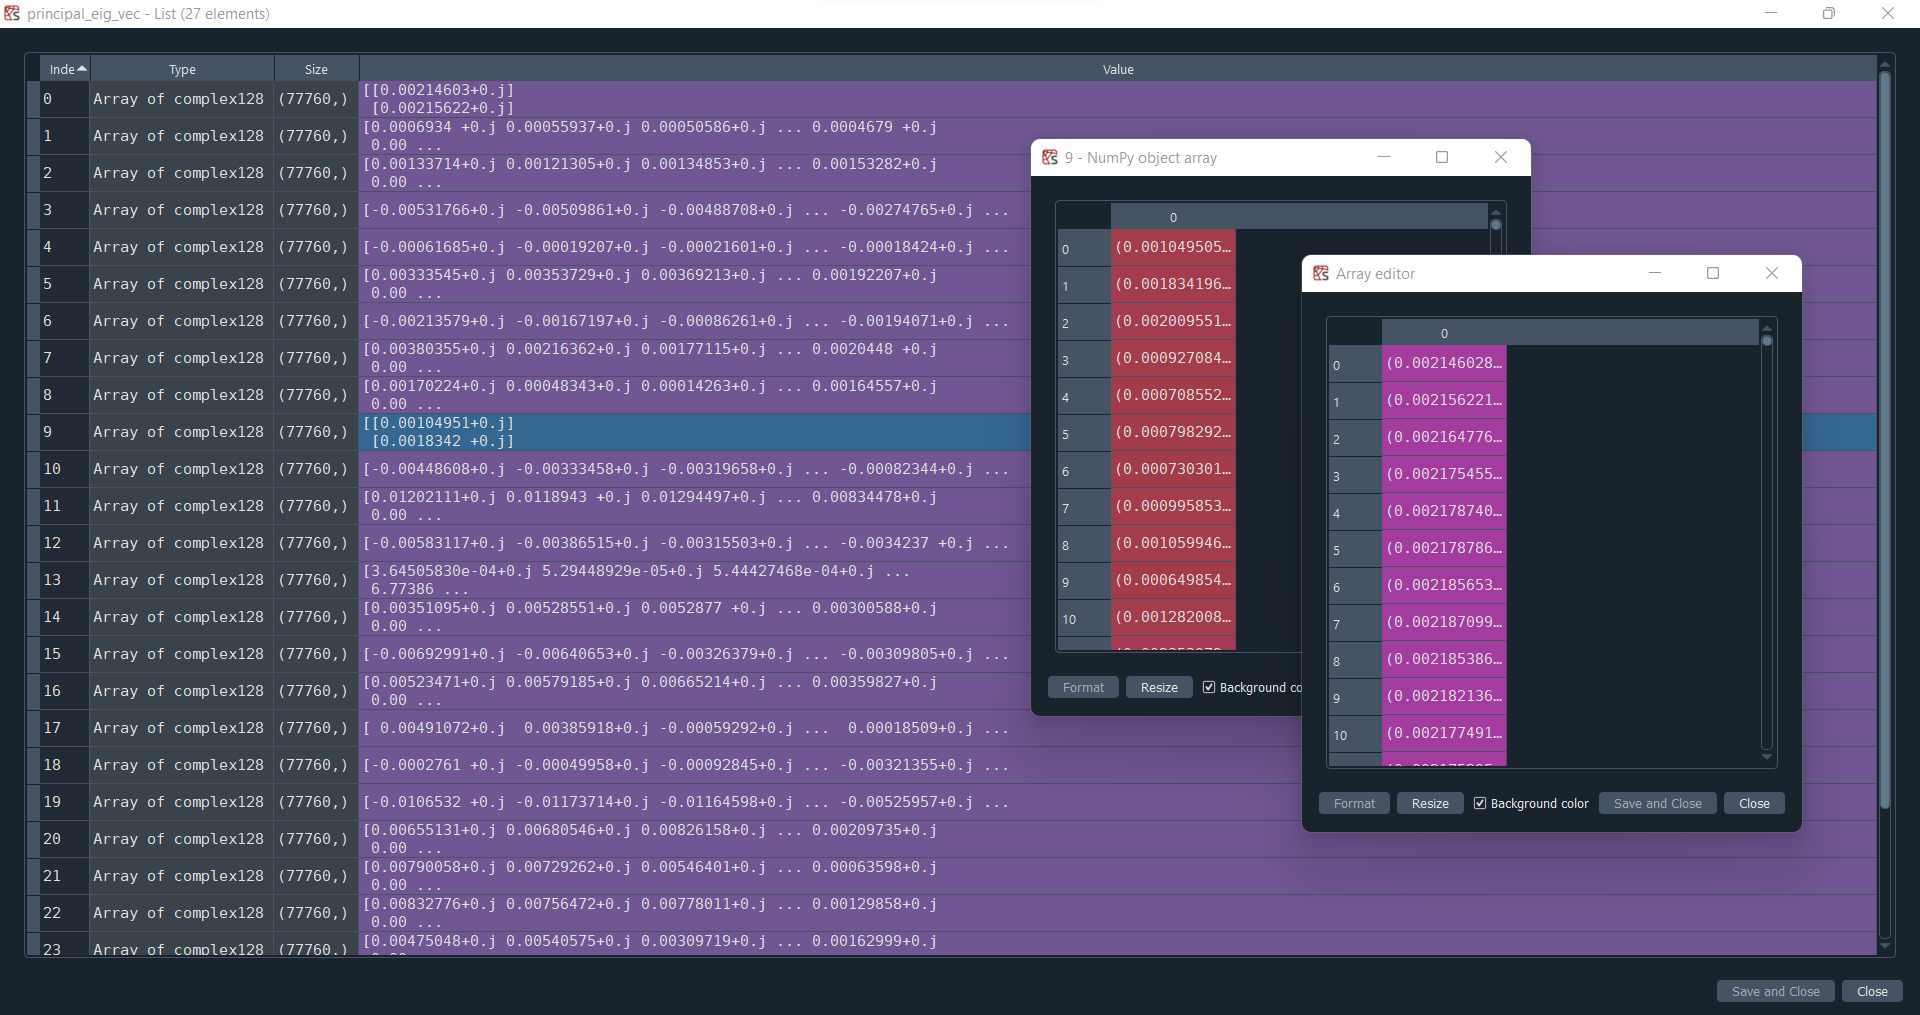 principal_eig_vec - List (27 elements)
Inde Type Size Value
0 Array of complex128 (77760,) [[0.00214603+0.j]
[0.00215622+0.j]
1 Array of complex128 (77760,) [0.0006934 +0.j 0.00055937+0.j 0.00050586+0.j ... 0.0004679 +0.j
0.00 ...
2 Array of complex128 (77760,) [0.00133714+0.j 0.00121305+0.j 0.00134853+0.j ... 0.00153282+0.j
0.00 ...
3 Array of complex128 (77760,) [-0.00531766+0.j -0.00509861+0.j -0.00488708+0.j ... -0.00274765+0.j ...
4 Array of complex128 (77760,) [-0.00061685+0.j -0.00019207+0.j -0.00021601+0.j ... -0.00018424+0.j ...
5 Array of complex128 (77760,) [0.00333545+0.j 0.00353729+0.j 0.00369213+0.j ... 0.00192207+0.j
0.00 ...
6 Array of complex128 (77760,) [-0.00213579+0.j -0.00167197+0.j -0.00086261+0.j ... -0.00194071+0.j ...
7 Array of complex128 (77760,) [0.00380355+0.j 0.00216362+0.j 0.00177115+0.j ... 0.0020448 +0.j
0.00 ...
8 Array of complex128 (77760,) [0.00170224+0.j 0.00048343+0.j 0.00014263+0.j ... 0.00164557+0.j
0.00 ...
9 Array of complex128 (77760,) [[0.00104951+0.j]
[0.0018342 +0.j]
10 Array of complex128 (77760,) [-0.00448608+0.j -0.00333458+0.j -0.00319658+0.j ... -0.00082344+0.j ...
11 Array of complex128 (77760,) [0.01202111+0.j 0.0118943 +0.j 0.01294497+0.j ... 0.00834478+0.j
0.00 ...
12 Array of complex128 (77760,) [-0.00583117+0.j -0.00386515+0.j -0.00315503+0.j ... -0.0034237 +0.j ...
13 Array of complex128 (77760,) [3.64505830e-04+0.j 5.29448929e-05+0.j 5.44427468e-04+0.j ...
6.77386 ...
14 Array of complex128 (77760,) [0.00351095+0.j 0.00528551+0.j 0.0052877 +0.j ... 0.00300588+0.j
0.00 ...
15 Array of complex128 (77760,) [-0.00692991+0.j -0.00640653+0.j -0.00326379+0.j ... -0.00309805+0.j ...
16 Array of complex128 (77760,) [0.00523471+0.j 0.00579185+0.j 0.00665214+0.j ... 0.00359827+0.j
0.00 ...
17 Array of complex128 (77760,) [ 0.00491072+0.j 0.00385918+0.j -0.00059292+0.j ... 0.00018509+0.j ...
18 Array of complex128 (77760,) [-0.0002761 +0.j -0.00049958+0.j -0.00092845+0.j ... -0.00321355+0.j ...
19 Array of complex128 (77760,) [-0.0106532 +0.j -0.01173714+0.j -0.01164598+0.j ... -0.00525957+0.j ...
20 Array of complex128 (77760,) [0.00655131+0.j 0.00680546+0.j 0.00826158+0.j ... 0.00209735+0.j
0.00 ...
21 Array of complex128 (77760,) [0.00790058+0.j 0.00729262+0.j 0.00546401+0.j ... 0.00063598+0.j
0.00 ...
22 Array of complex128 (77760,) [0.00832776+0.j 0.00756472+0.j 0.00778011+0.j ... 0.00129858+0.j
0.00 ...
23 Array of complex128 (77760,) [0.00475048+0.j 0.00540575+0.j 0.00309719+0.j ... 0.00162999+0.j
9 - NumPy object array
0
0 (0.001049505...
1 (0.001834196...
2 (0.002009551...
3 (0.000927084...
4 (0.000708552...
5 (0.000798292...
6 (0.000730301...
7 (0.000995853...
8 (0.001059946...
9 (0.000649854...
10 (0.001282008...
Format Resize Background co
Array editor
0
0 (0.002146028...
1 (0.002156221...
2 (0.002164776...
3 (0.002175455...
4 (0.002178740...
5 (0.002178786...
6 (0.002185653...
7 (0.002187099...
8 (0.002185386...
9 (0.002182136...
10 (0.002177491...
Format Resize Background color Save and Close Close
Save and Close Close